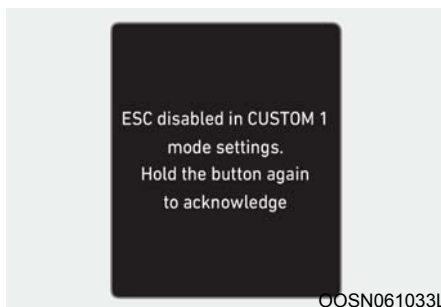 ESC disabled in CUSTOM 1
mode settings.
Hold the button again
to acknowledge
OOSN061033L